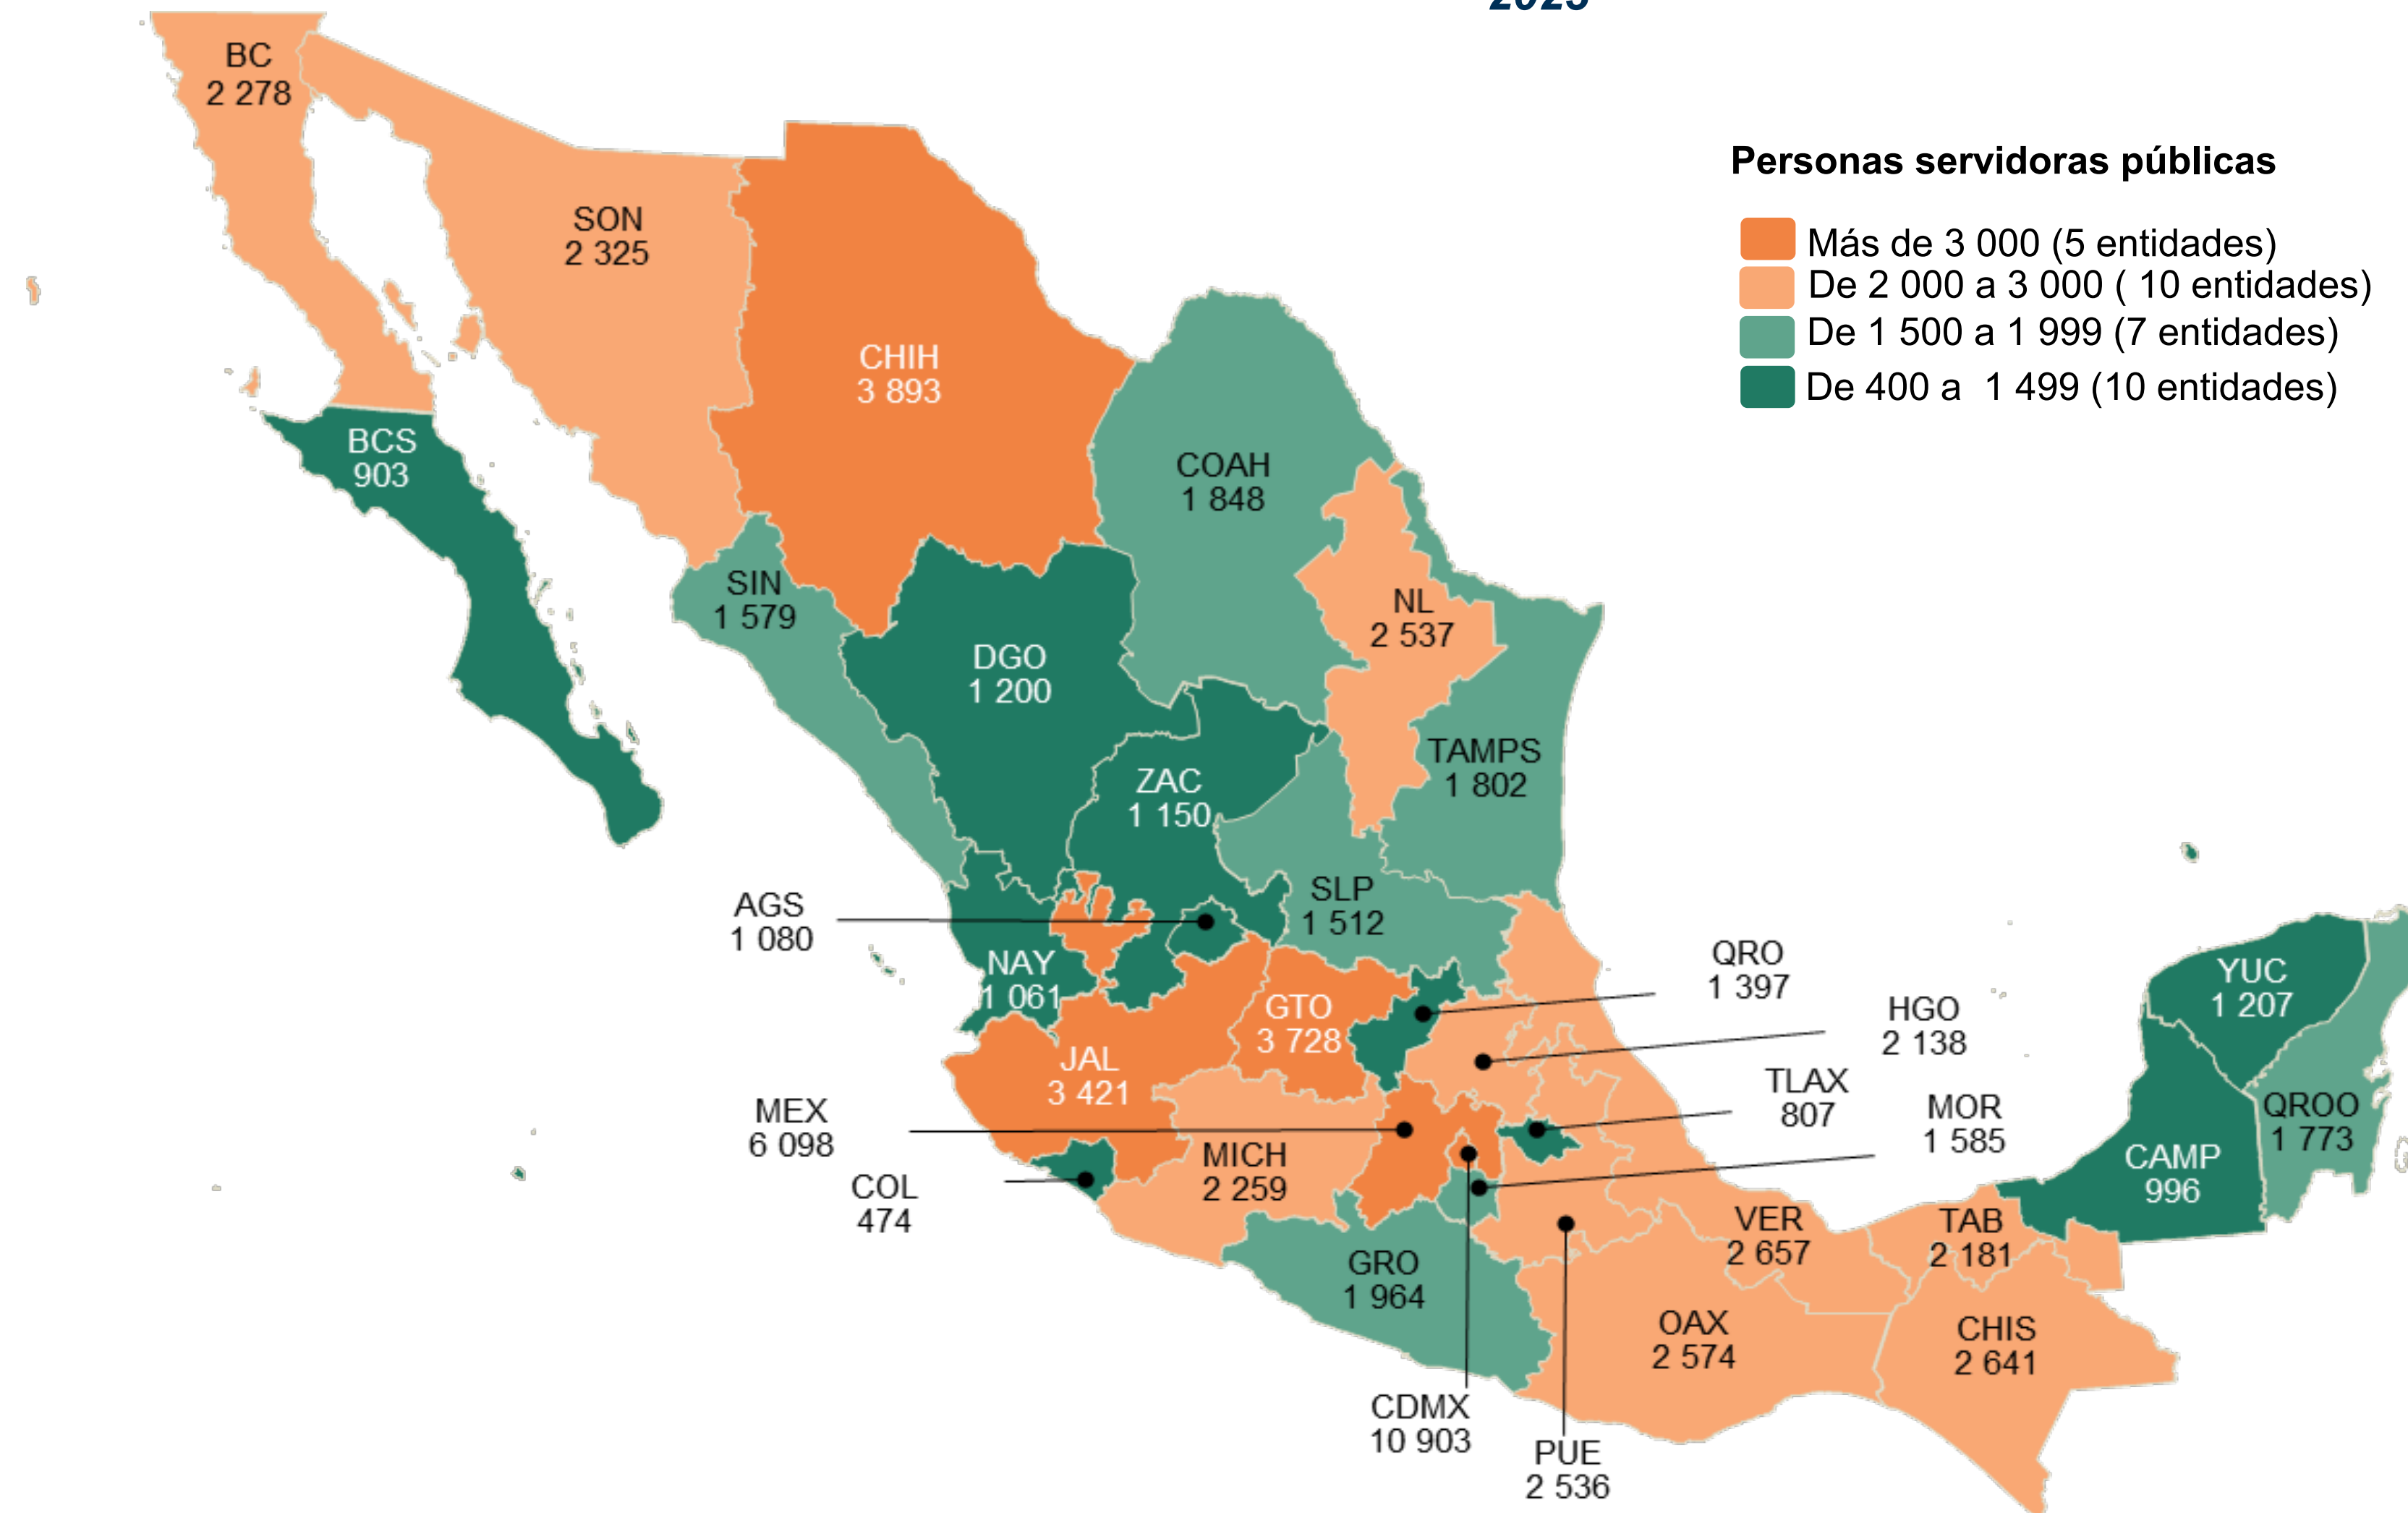 BC
2 278
SON
2 325
CHIH
3 893
Personas servidoras públicas
Más de 3 000 (5 entidades)
De 2 000 a 3 000 ( 10 entidades)
De 1 500 a 1 999 (7 entidades)
De 400 a  1 499 (10 entidades)
BCS
903
COAH
1 848
SIN
1 579
NL
2 537
DGO
1 200
TAMPS
1 802
ZAC
1 150
AGS
1 080
SLP
1 512
NAY
1 061
QRO
1 397
YUC
1 207
GTO
3 728
HGO
2 138
JAL
3 421
TLAX
807
MEX
6 098
MOR
1 585
QROO
1 773
MICH
2 259
CAMP
996
COL
474
VER
2 657
TAB
2 181
GRO
1 964
OAX
2 574
CHIS
2 641
CDMX
10 903
PUE
2 536